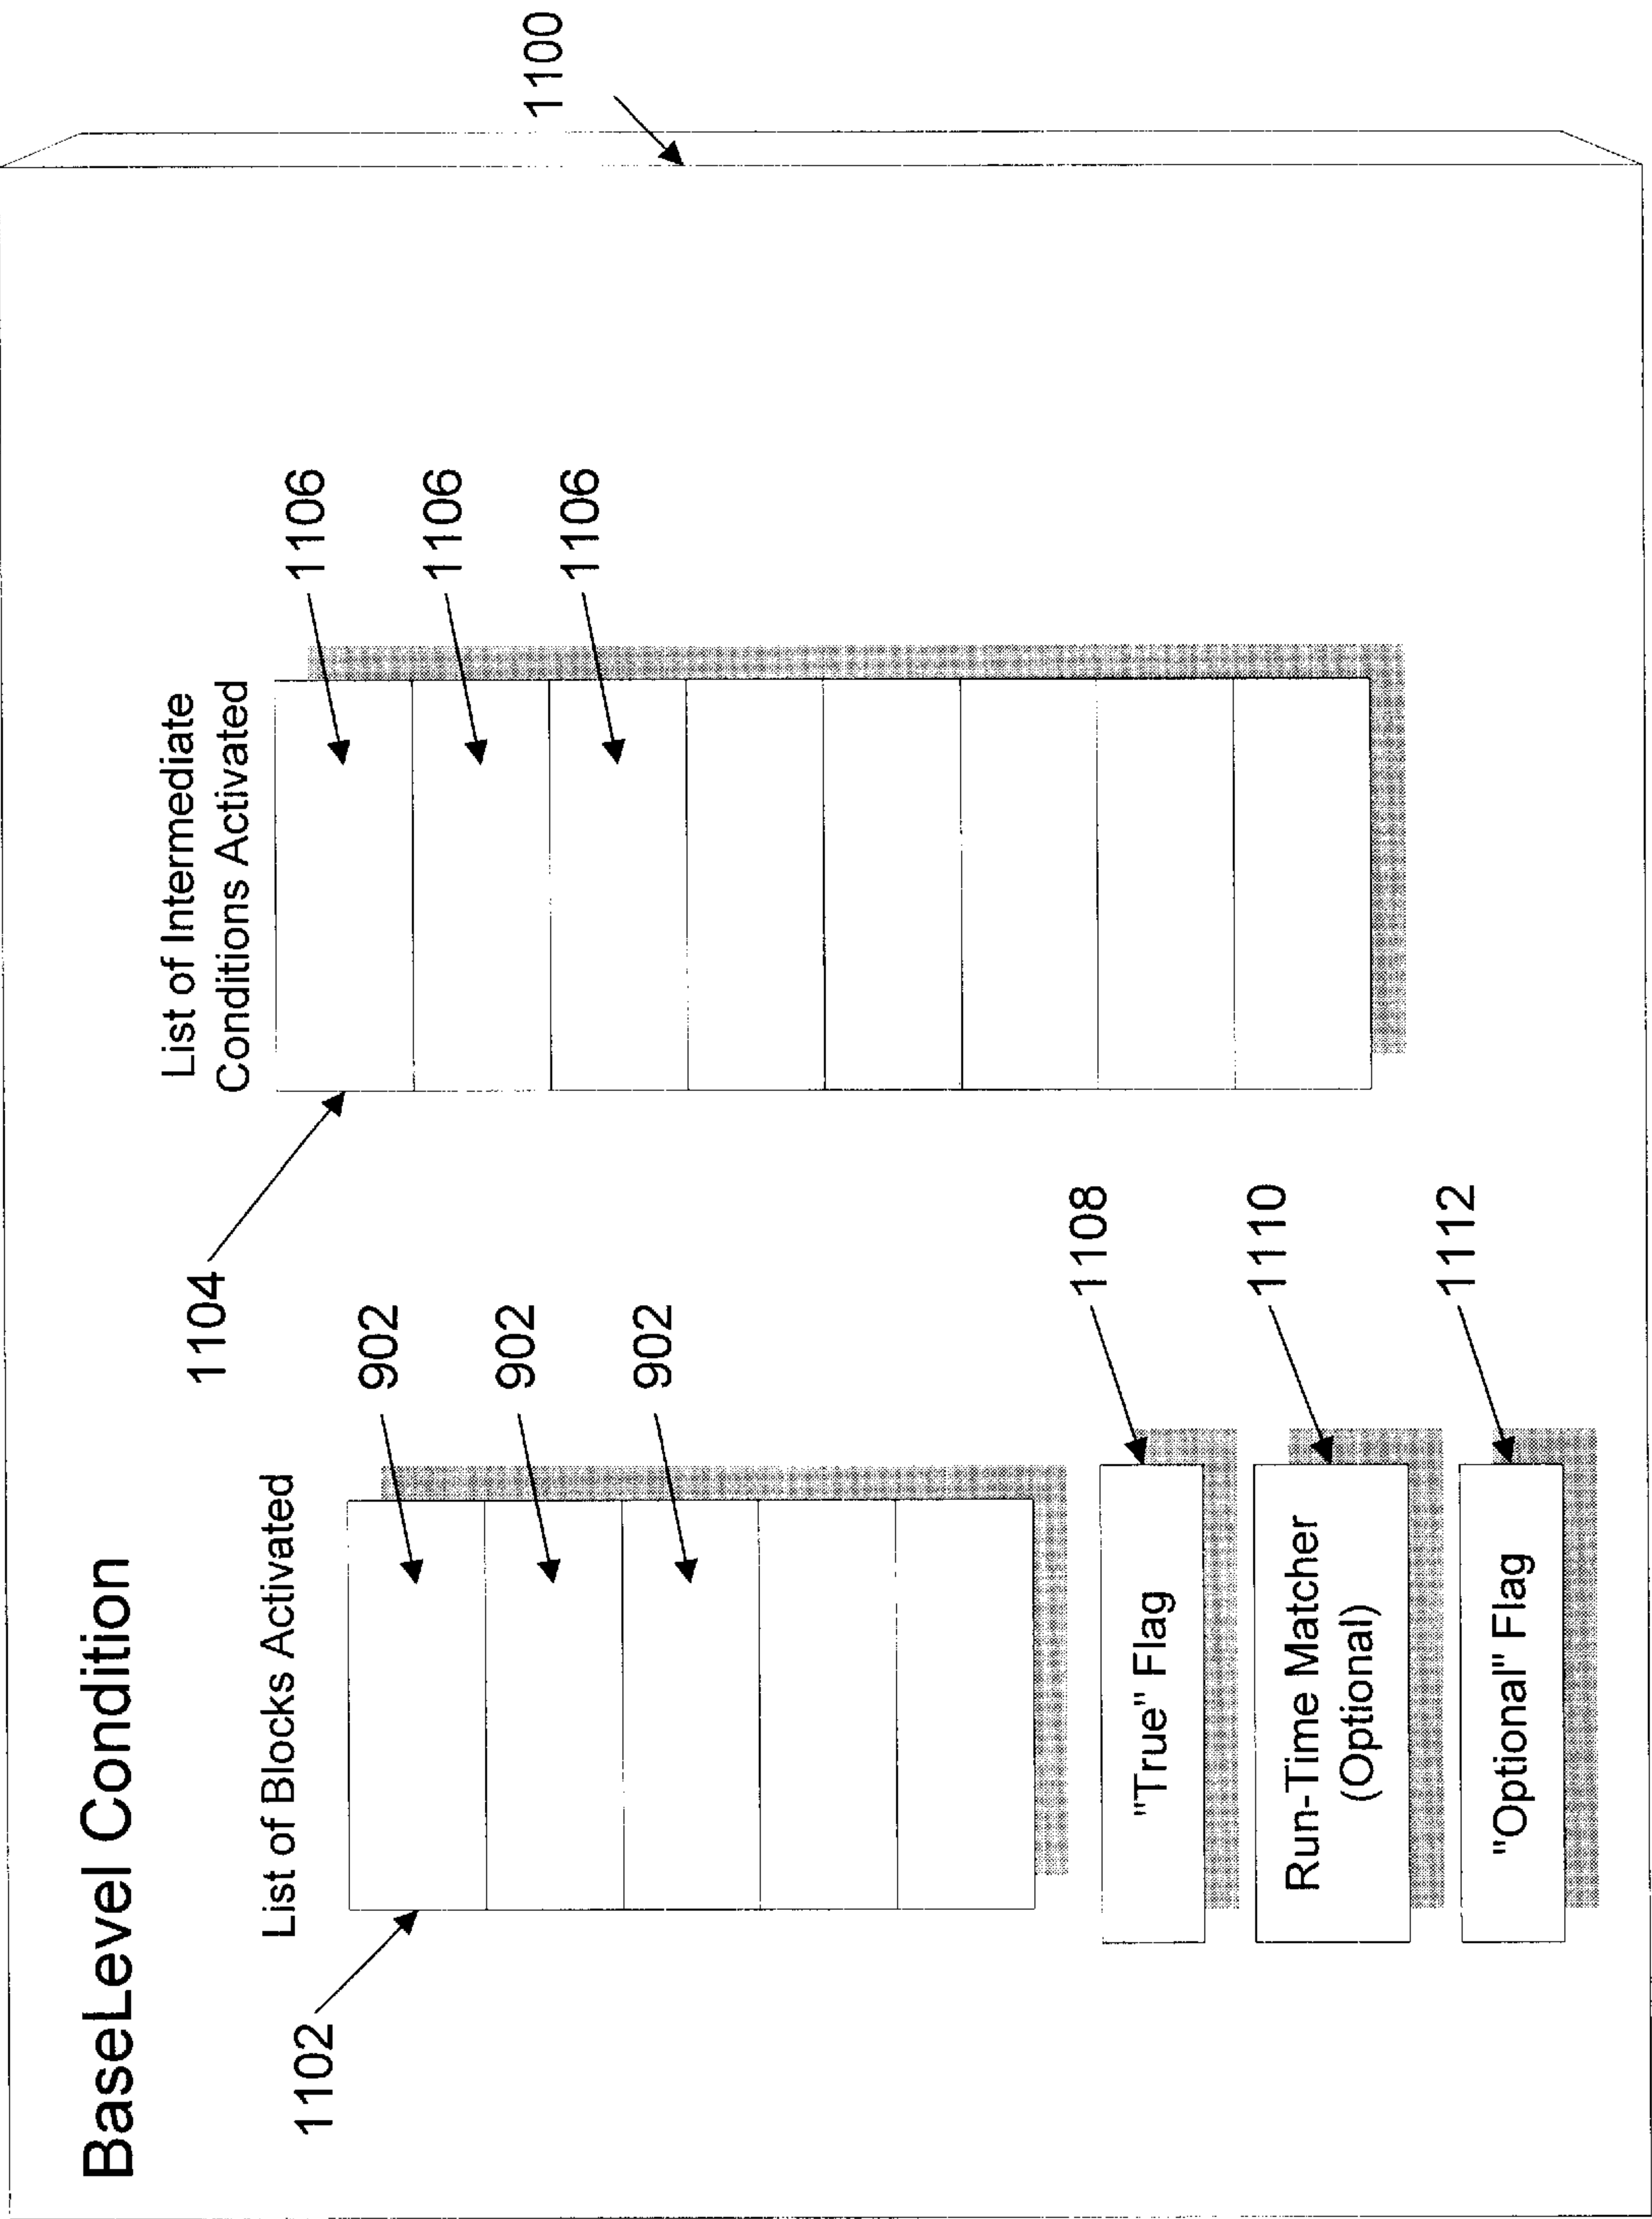 BaseLevel Condition
1100
1102
List of Blocks Activated
902
902
902
"True" Flag
1108
Run-Time Matcher
(Optional)
1110
"Optional" Flag
1112
1104
List of Intermediate
Conditions Activated
1106
1106
1106